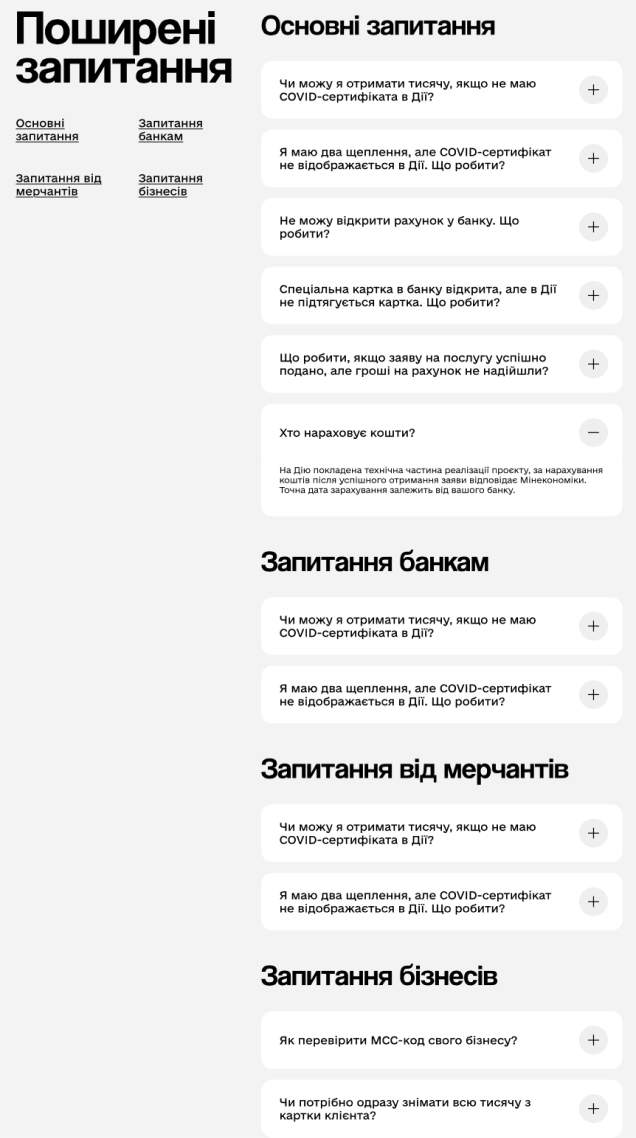 Поширені
запитання
Основні
запитання
Запитання
банкам
Запитання від
мерчантів
Запитання
бізнесів
Основні запитання
Чи можу я отримати тисячу, якщо не маю
COVID-сертифіката в Дії?
Я маю два щеплення, але COVID-сертифікат
не відображається в Дії. Що робити?
Не можу відкрити рахунок у банку. Що
робити?
Спеціальна картка в банку відкрита, але в Дії
не підтягується картка. Що робити?
Що робити, якщо заяву на послугу успішно
подано, але гроші на рахунок не надійшли?
Хто нараховує кошти?
На Дію покладена технічна частина реалізації проєкту, за нарахування
коштів після успішного отримання заяви відповідає Мінекономіки.
Точна дата зарахування залежить від вашого банку.
Запитання банкам
Чи можу я отримати тисячу, якщо не маю
COVID-сертифіката в Дії?
Я маю два щеплення, але COVID-сертифікат
не відображається в Дії. Що робити?
Запитання від мерчантів
Чи можу я отримати тисячу, якщо не маю
COVID-сертифіката в Дії?
Я маю два щеплення, але COVID-сертифікат
не відображається в Дії. Що робити?
Запитання бізнесів
Як перевірити МСС-код свого бізнесу?
Чи потрібно одразу знімати всю тисячу з
картки клієнта?